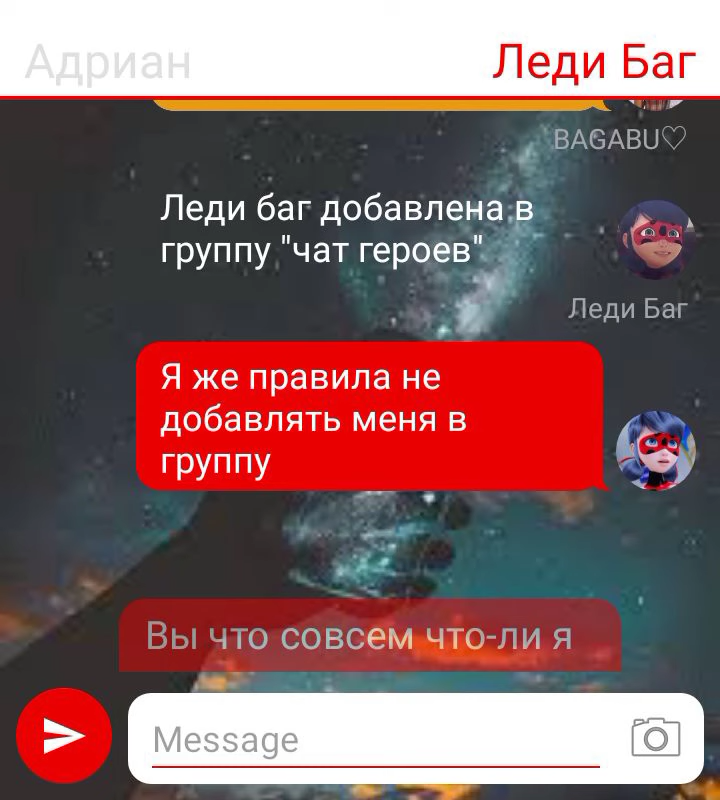 Адриан
Леди Баг
BAGABU♡
Леди баг добавлена в
группу "чат героев"
Леди Баг
Я же правила не
добавлять меня в
группу
Вы что совсем что-ли я
Message